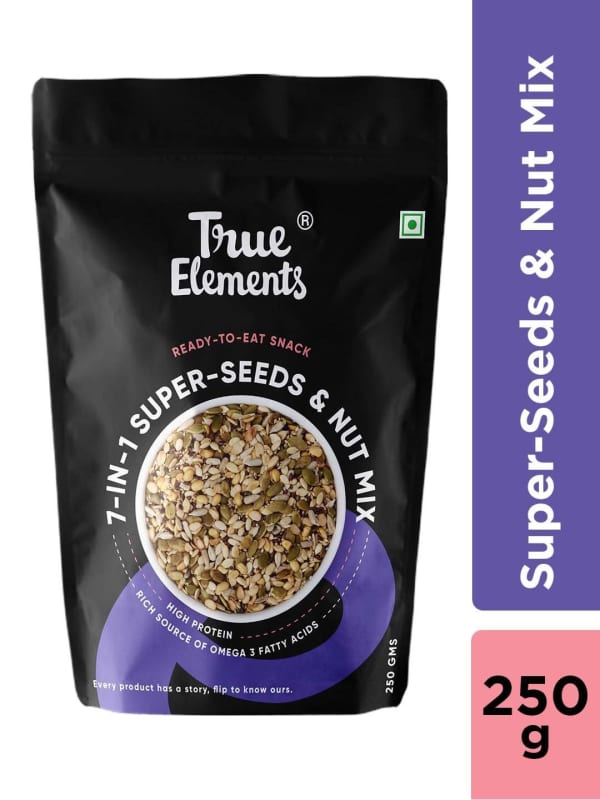 True ®
Elements
READY-TO-EAT SNACK
7-IN-1 SUPER-SEEDS & NUT MIX
HIGH PROTEIN
RICH SOURCE OF OMEGA 3 FATTY ACIDS
Every product has a story, flip to know ours.
250 GMS
Super-Seeds & Nut Mix
250
g